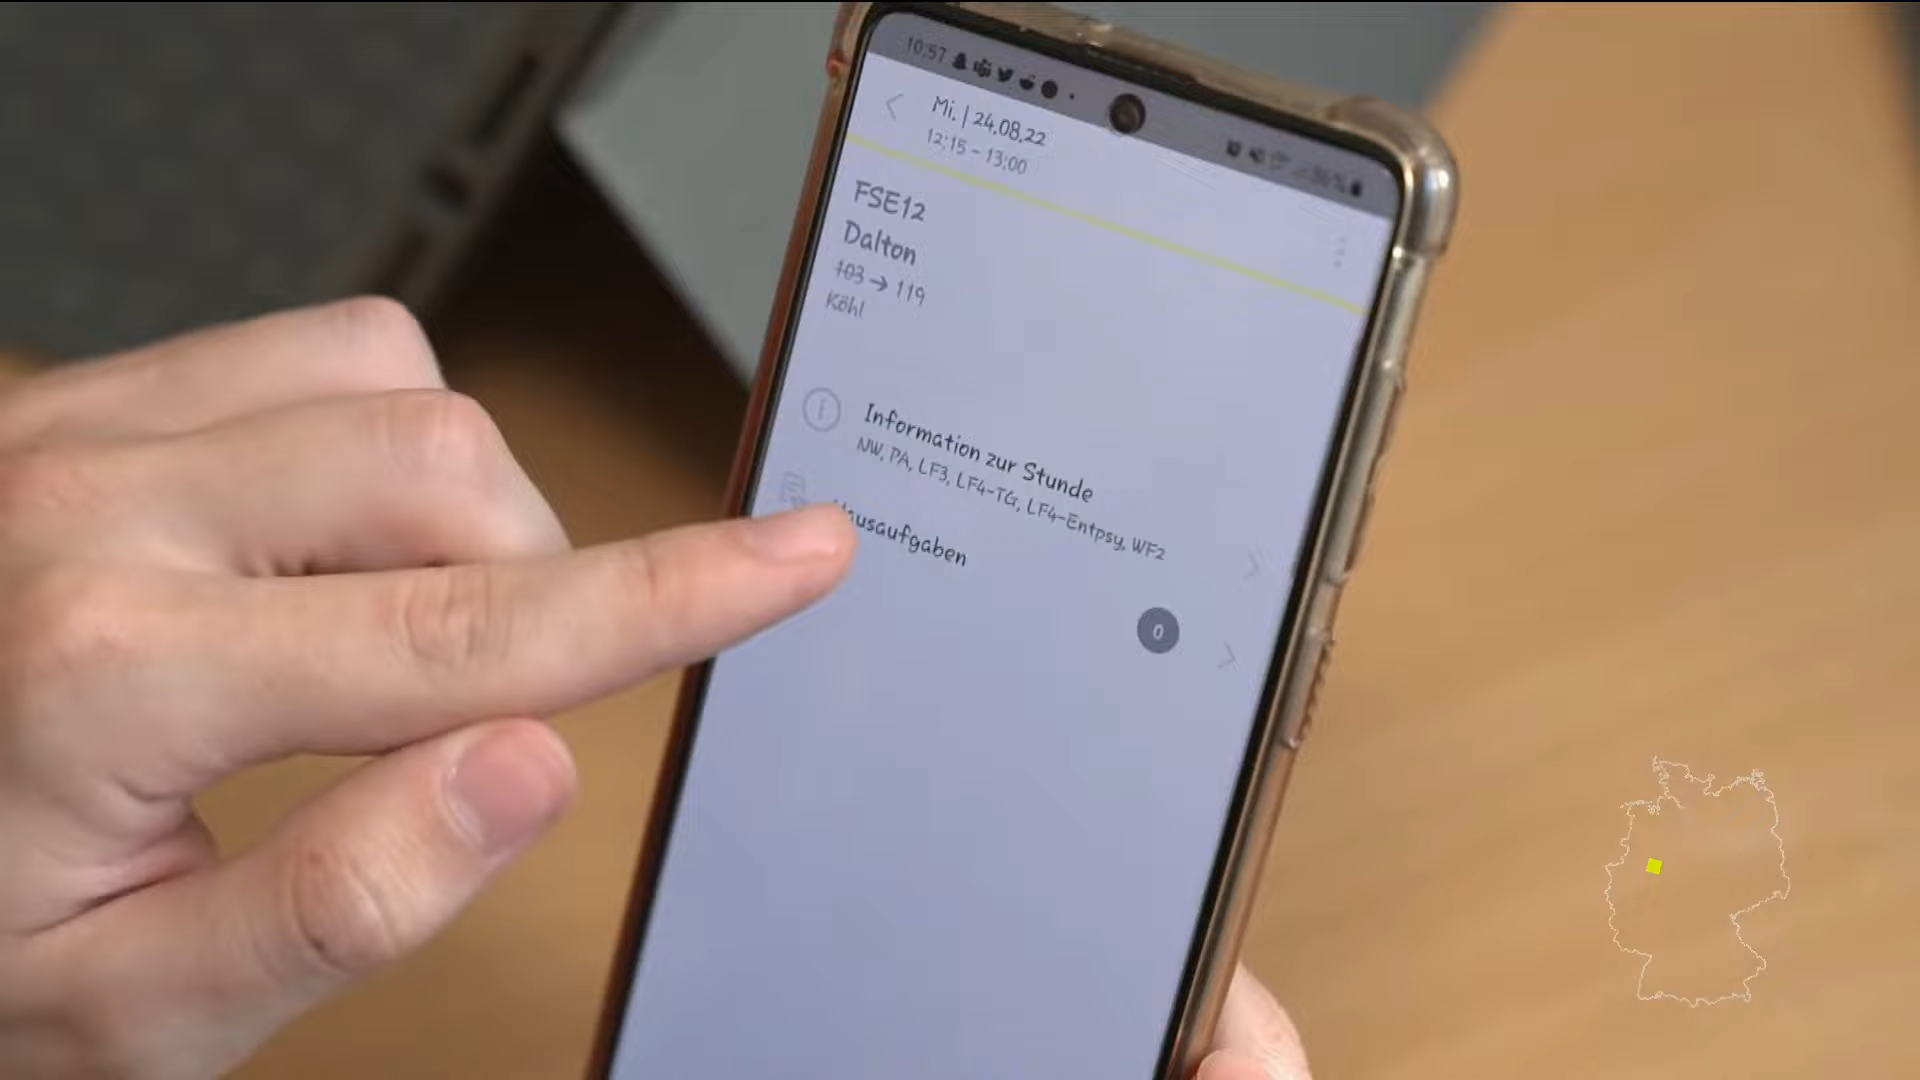 10:57
Mi. | 24.08.22
12:15 - 13:00
FSE12
Dalton
103 → 119
Köhl
Information zur Stunde
NW, PA, LF3, LF4-TG, LF4-Entpsy, WF2
Hausaufgaben
0